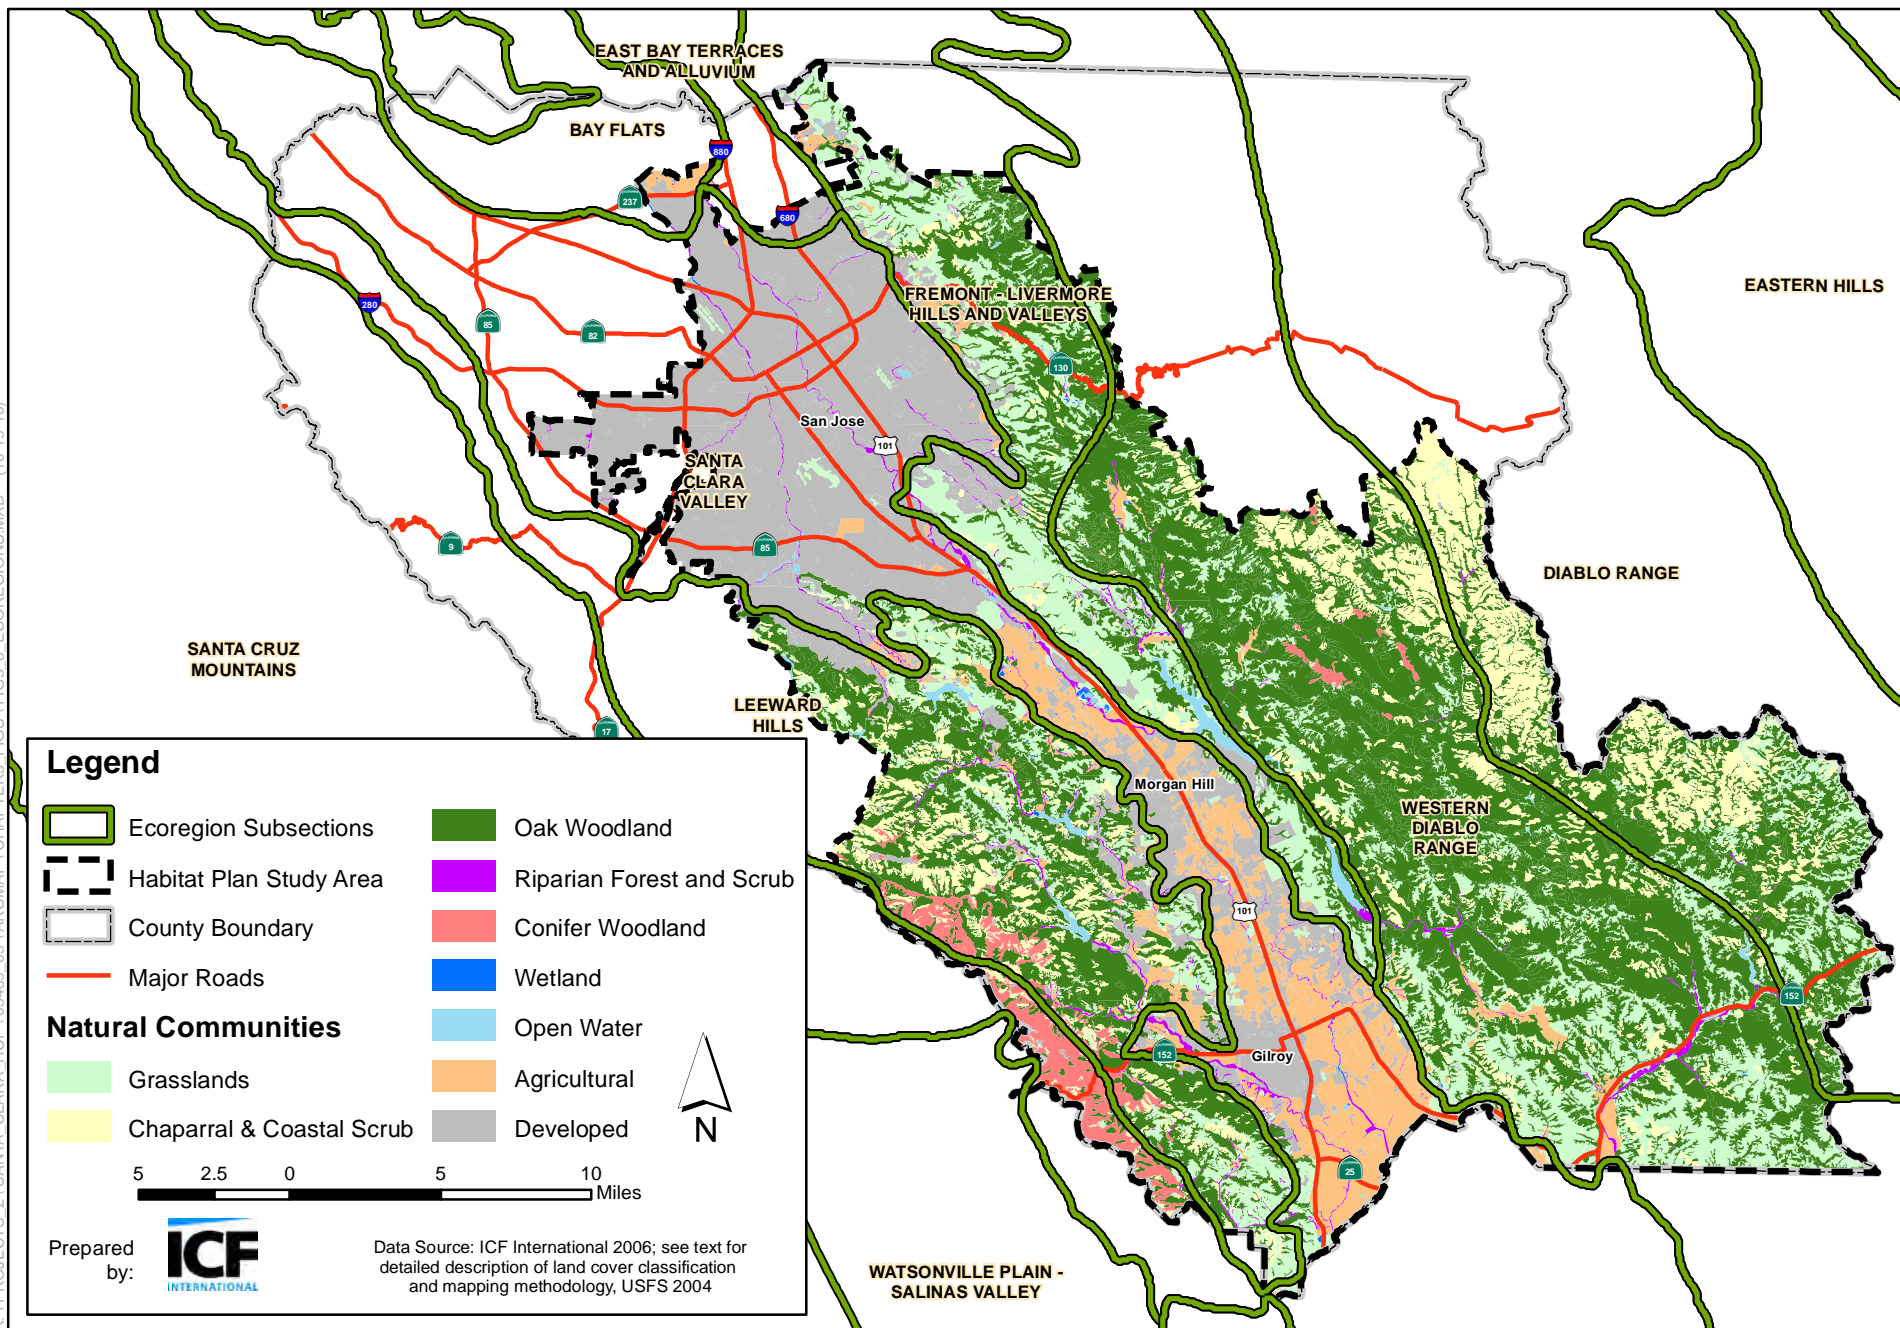 EAST BAY TERRACES
AND ALLUVIUM
BAY FLATS
880
237
680
EASTERN HILLS
FREMONT - LIVERMORE
HILLS AND VALLEYS
280
85
82
130
San Jose
101
SANTA
CLARA
VALLEY
9
85
DIABLO RANGE
SANTA CRUZ
MOUNTAINS
LEEWARD
HILLS
17
Morgan Hill
WESTERN
DIABLO
RANGE
101
152
152
Gilroy
25
WATSONVILLE PLAIN -
SALINAS VALLEY
Legend
Ecoregion Subsections
Habitat Plan Study Area
County Boundary
Major Roads
Natural Communities
Grasslands
Chaparral & Coastal Scrub
Oak Woodland
Riparian Forest and Scrub
Conifer Woodland
Wetland
Open Water
Agricultural
Developed
N
5 2.5 0 5 10
Miles
Prepared
by:
ICF
INTERNATIONAL
Data Source: ICF International 2006; see text for
detailed description of land cover classification
and mapping methodology, USFS 2004